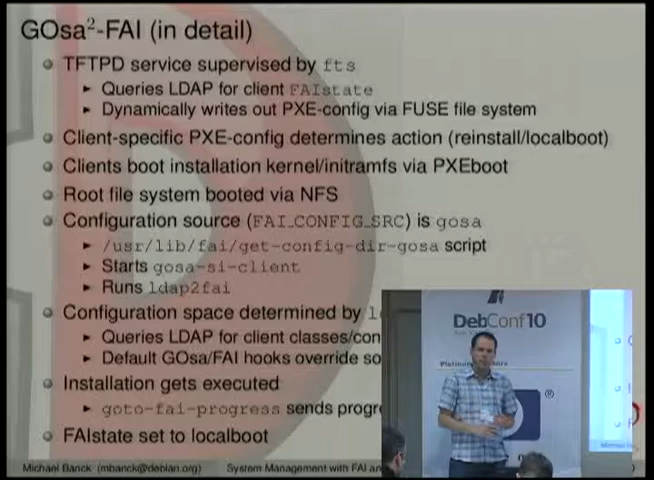 GOsa²-FAI (in detail)
TFTPD service supervised by fts
Queries LDAP for client FAIstate
Dynamically writes out PXE-config via FUSE file system
Client-specific PXE-config determines action (reinstall/localboot)
Clients boot installation kernel/initramfs via PXEboot
Root file system booted via NFS
Configuration source (FAI_CONFIG_SRC) is gosa
/usr/lib/fai/get-config-dir-gosa script
Starts gosa-si-client
Runs ldap2fai
Configuration space determined by
Queries LDAP for client classes/con
Default GOsa/FAI hooks override so
Installation gets executed
goto-fai-progress sends progr
FAIstate set to localboot
Michael Banck (mbanck@debian.org) System Management with FAI an
DebConf10
®